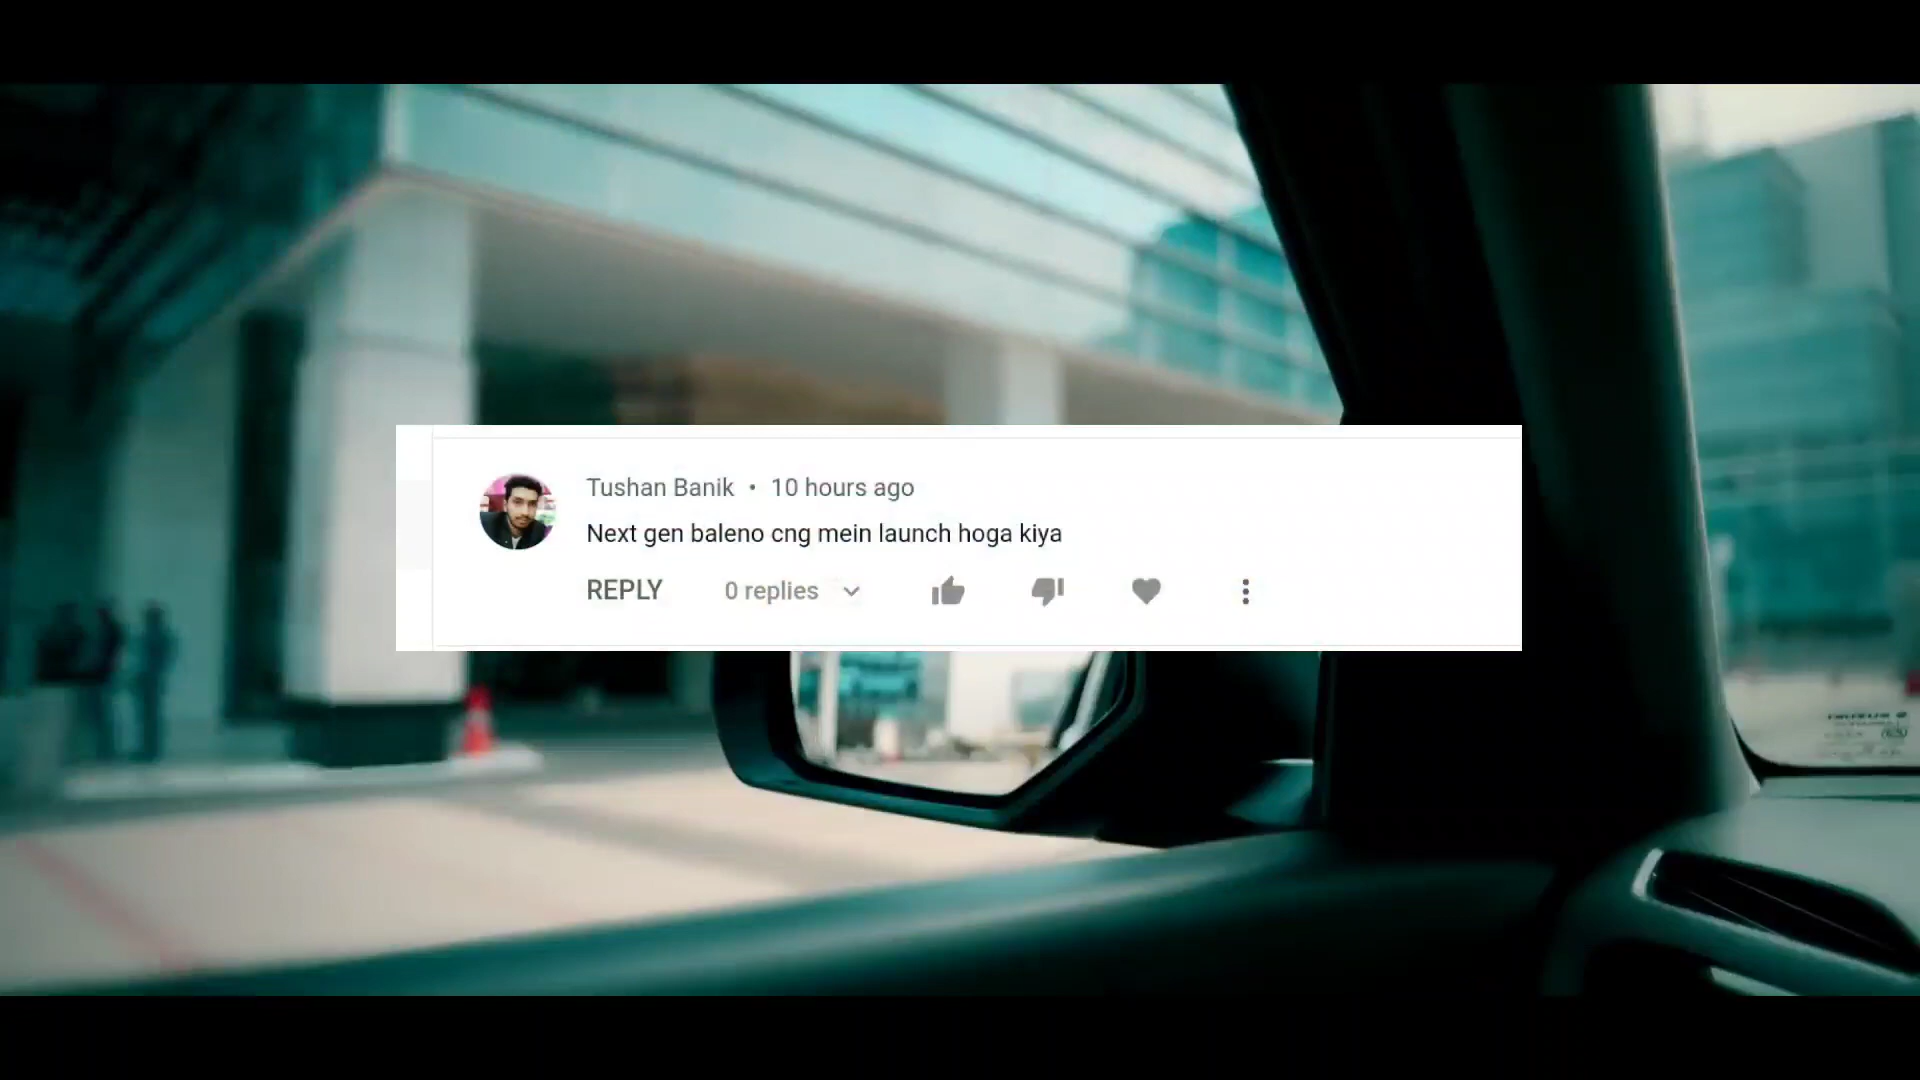 Tushan Banik • 10 hours ago
Next gen baleno cng mein launch hoga kiya
REPLY 0 replies